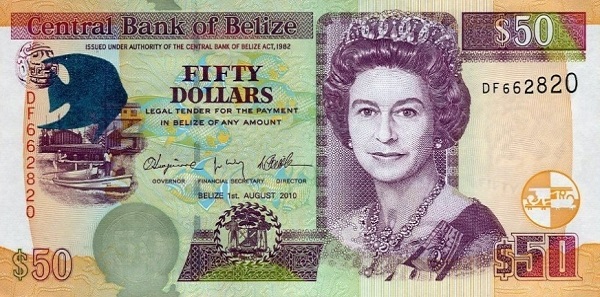 Central Bank of Belize
$50
ISSUED UNDER AUTHORITY OF THE CENTRAL BANK OF BELIZE ACT, 1982
FIFTY
DOLLARS
DF662820
LEGAL TENDER FOR THE PAYMENT
IN BELIZE OF ANY AMOUNT
DF662820
GOVERNOR FINANCIAL SECRETARY DIRECTOR
BELIZE 1st. AUGUST 2010
$50
$50